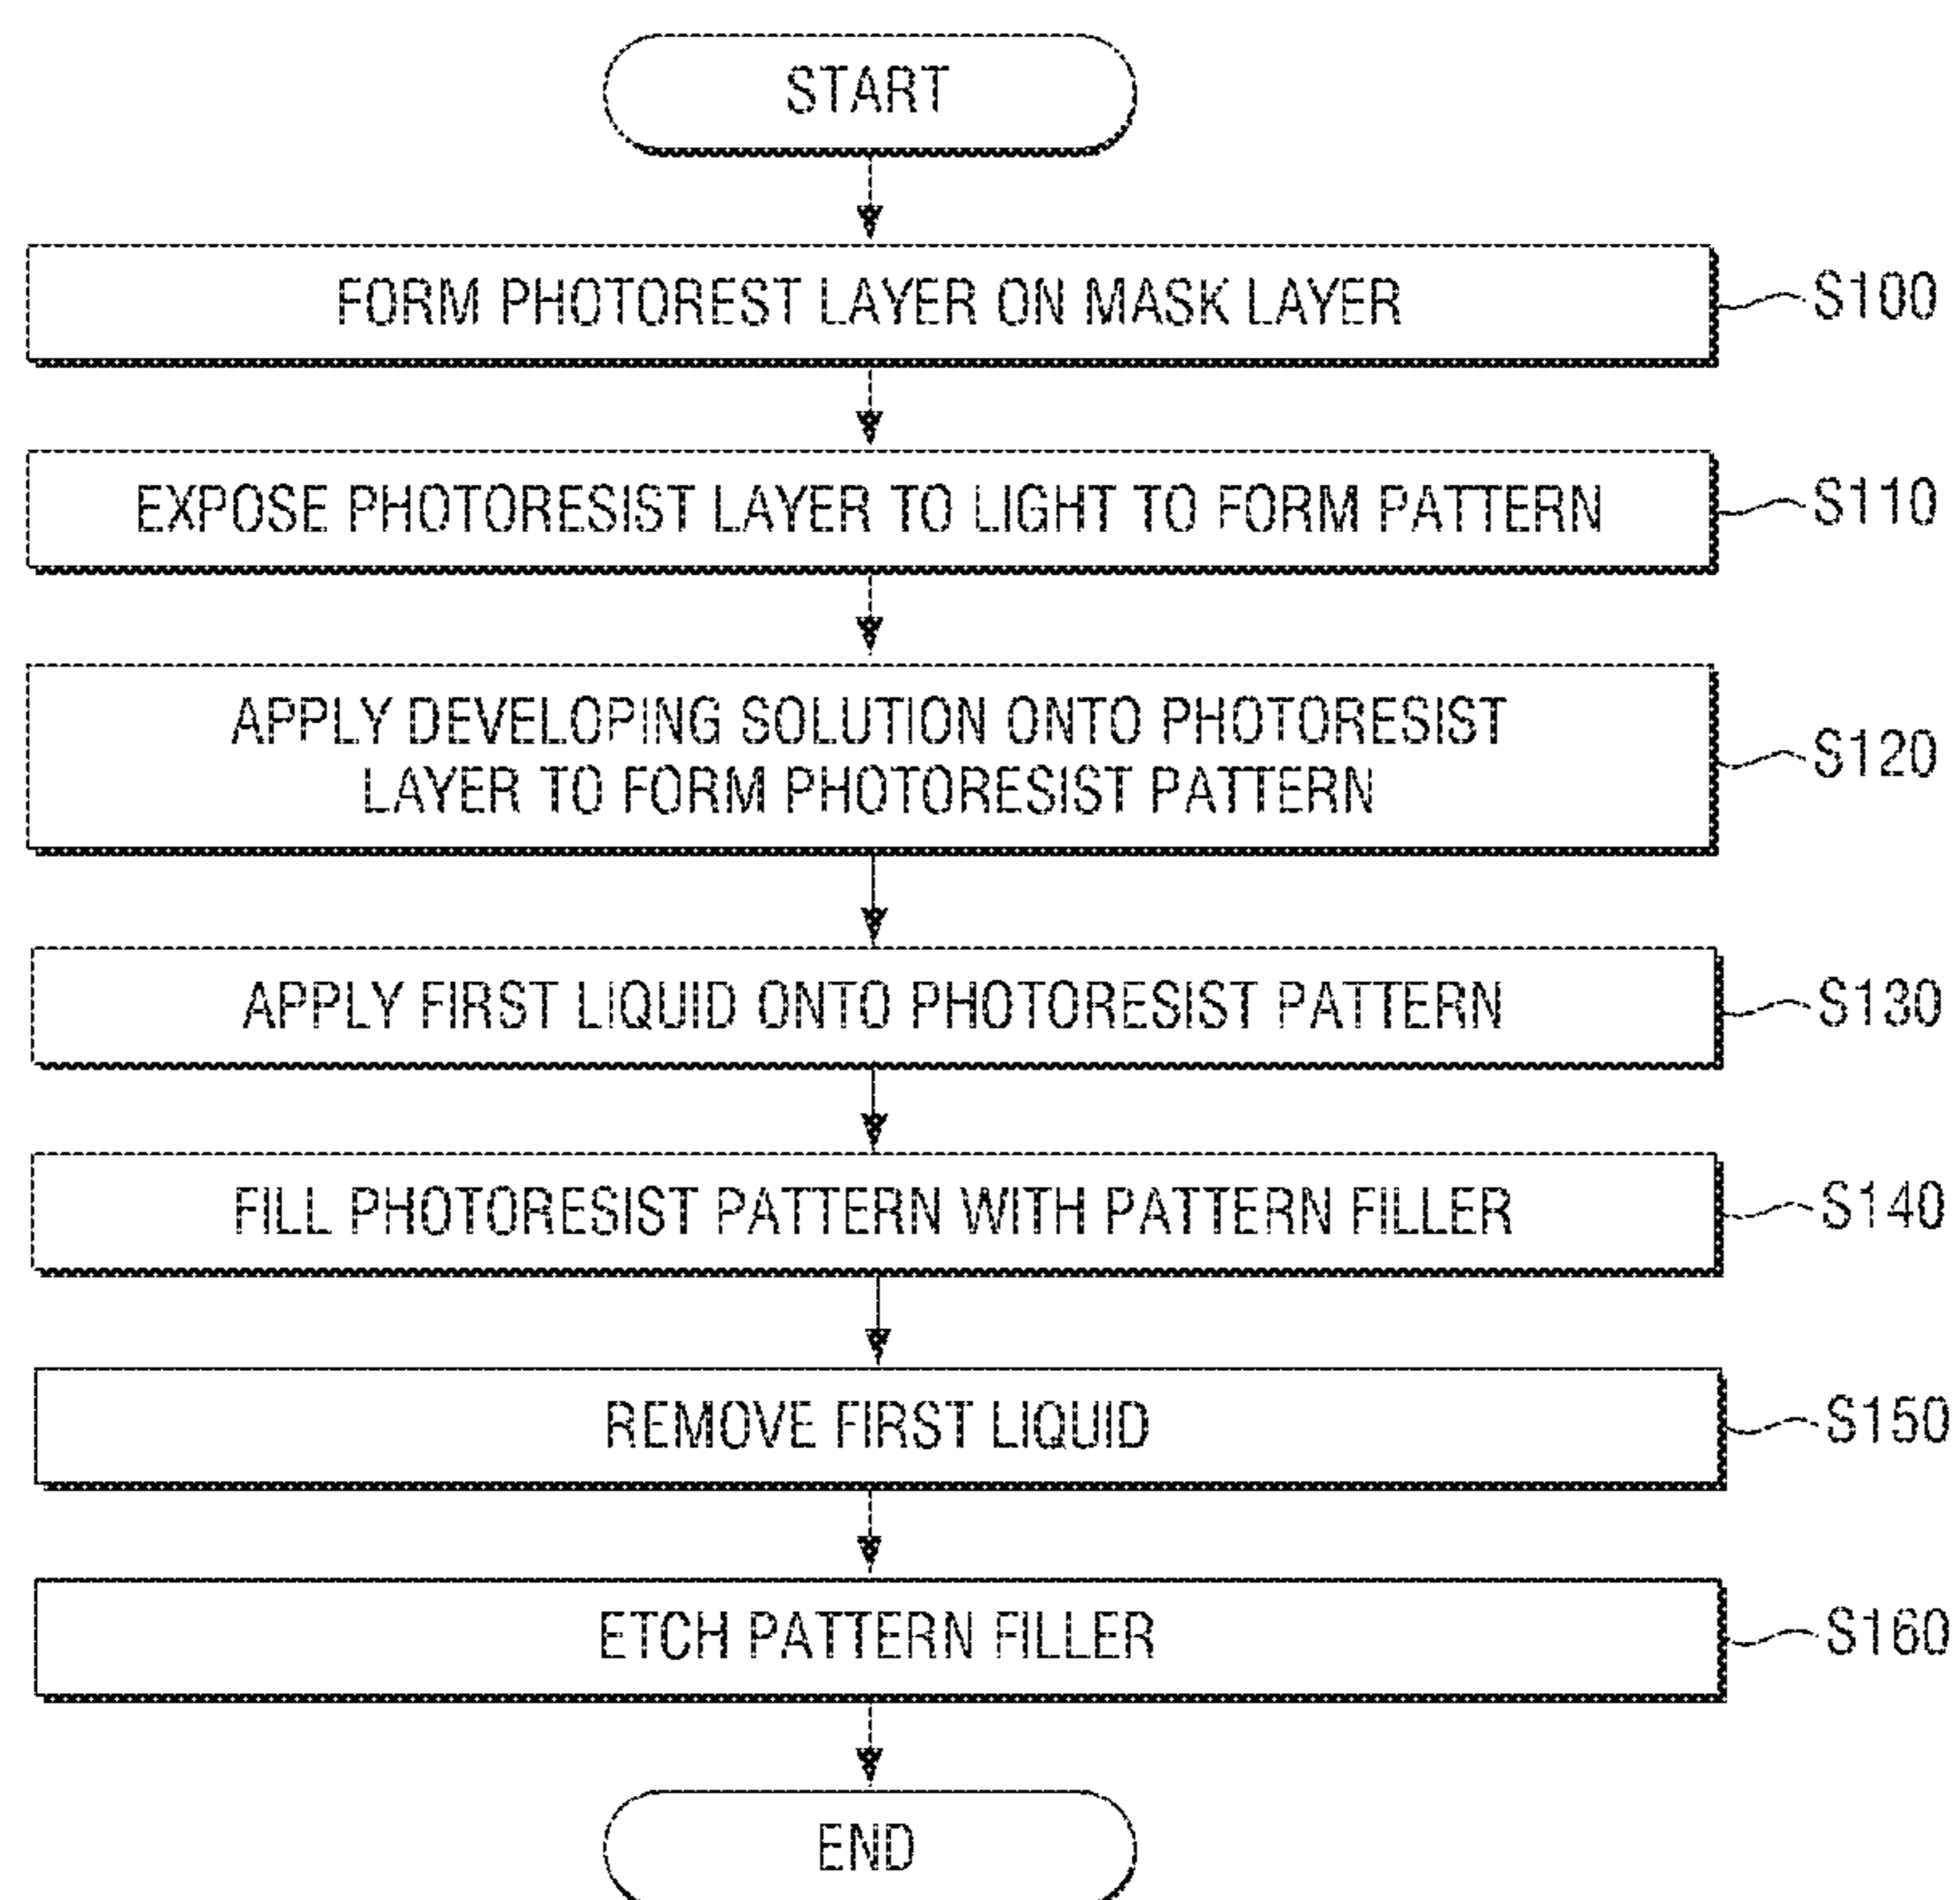 START
FORM PHOTOREST LAYER ON MASK LAYER
S100
EXPOSE PHOTORESIST LAYER TO LIGHT TO FORM PATTERN
S110
APPLY DEVELOPING SOLUTION ONTO PHOTORESIST
LAYER TO FORM PHOTORESIST PATTERN
S120
APPLY FIRST LIQUID ONTO PHOTORESIST PATTERN
S130
FILL PHOTORESIST PATTERN WITH PATTERN FILLER
S140
REMOVE FIRST LIQUID
S150
ETCH PATTERN FILLER
S160
END